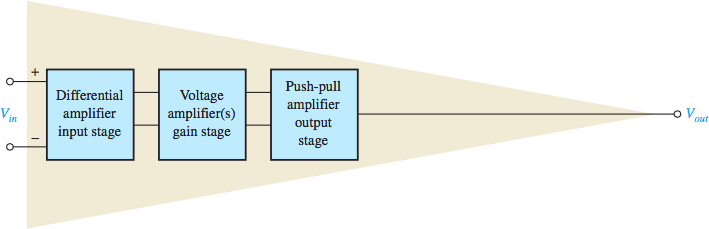 +
V_in
−
Differential
amplifier
input stage
Voltage
amplifier(s)
gain stage
Push-pull
amplifier
output
stage
V_out